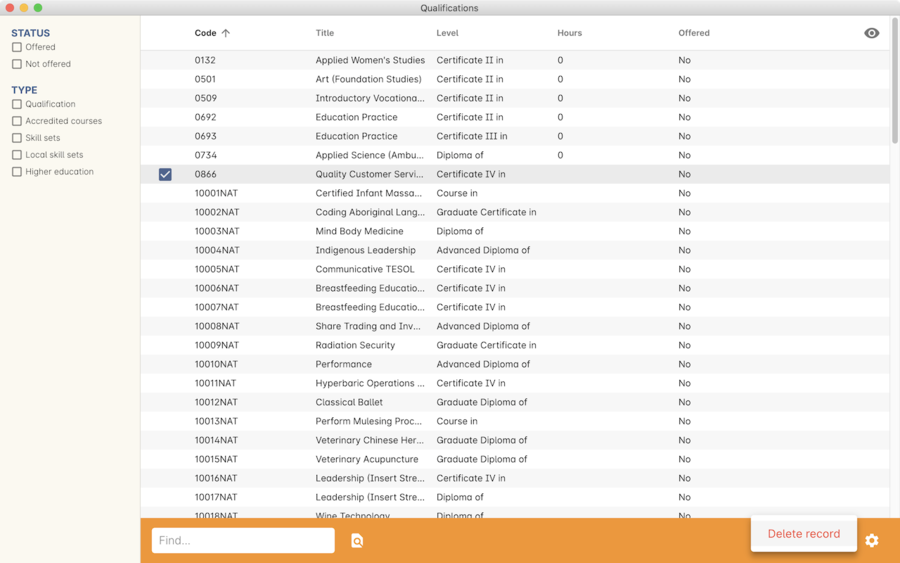 Qualifications
STATUS
Offered
Not offered
TYPE
Qualification
Accredited courses
Skill sets
Local skill sets
Higher education
Code Title Level Hours Offered
0132 Applied Women's Studies Certificate II in 0 No
0501 Art (Foundation Studies) Certificate II in 0 No
0509 Introductory Vocationa... Certificate II in 0 No
0692 Education Practice Certificate II in 0 No
0693 Education Practice Certificate III in 0 No
0734 Applied Science (Ambu... Diploma of 0 No
0866 Quality Customer Servi... Certificate IV in No
10001NAT Certified Infant Massa... Course in No
10002NAT Coding Aboriginal Lang... Graduate Certificate in No
10003NAT Mind Body Medicine Diploma of No
10004NAT Indigenous Leadership Advanced Diploma of No
10005NAT Communicative TESOL Certificate IV in No
10006NAT Breastfeeding Educatio... Certificate IV in No
10007NAT Breastfeeding Educatio... Certificate IV in No
10008NAT Share Trading and Inv... Advanced Diploma of No
10009NAT Radiation Security Graduate Certificate in No
10010NAT Performance Advanced Diploma of No
10011NAT Hyperbaric Operations ... Certificate IV in No
10012NAT Classical Ballet Graduate Diploma of No
10013NAT Perform Mulesing Proc... Course in No
10014NAT Veterinary Chinese Her... Graduate Diploma of No
10015NAT Veterinary Acupuncture Graduate Diploma of No
10016NAT Leadership (Insert Stre... Certificate IV in No
10017NAT Leadership (Insert Stre... Diploma of No
10018NAT Wine Technology Diploma of No
Find...
Delete record